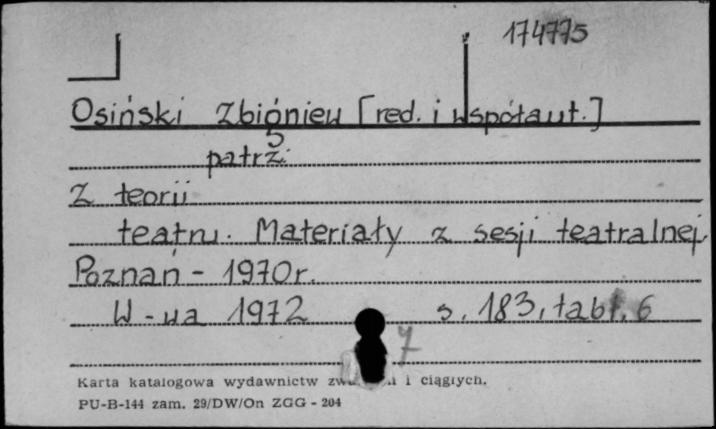 174775
Osiński Zbigniew [red. i współaut.]
patrz:
Z teorii
teatru. Materiały z sesji teatralnej.
Poznań - 1970r.
W-wa 1972 s. 183, tabl. 6
7
Karta katalogowa wydawnictw i ciągłych.
PU-B-144 zam. 29/DW/On ZGG - 204